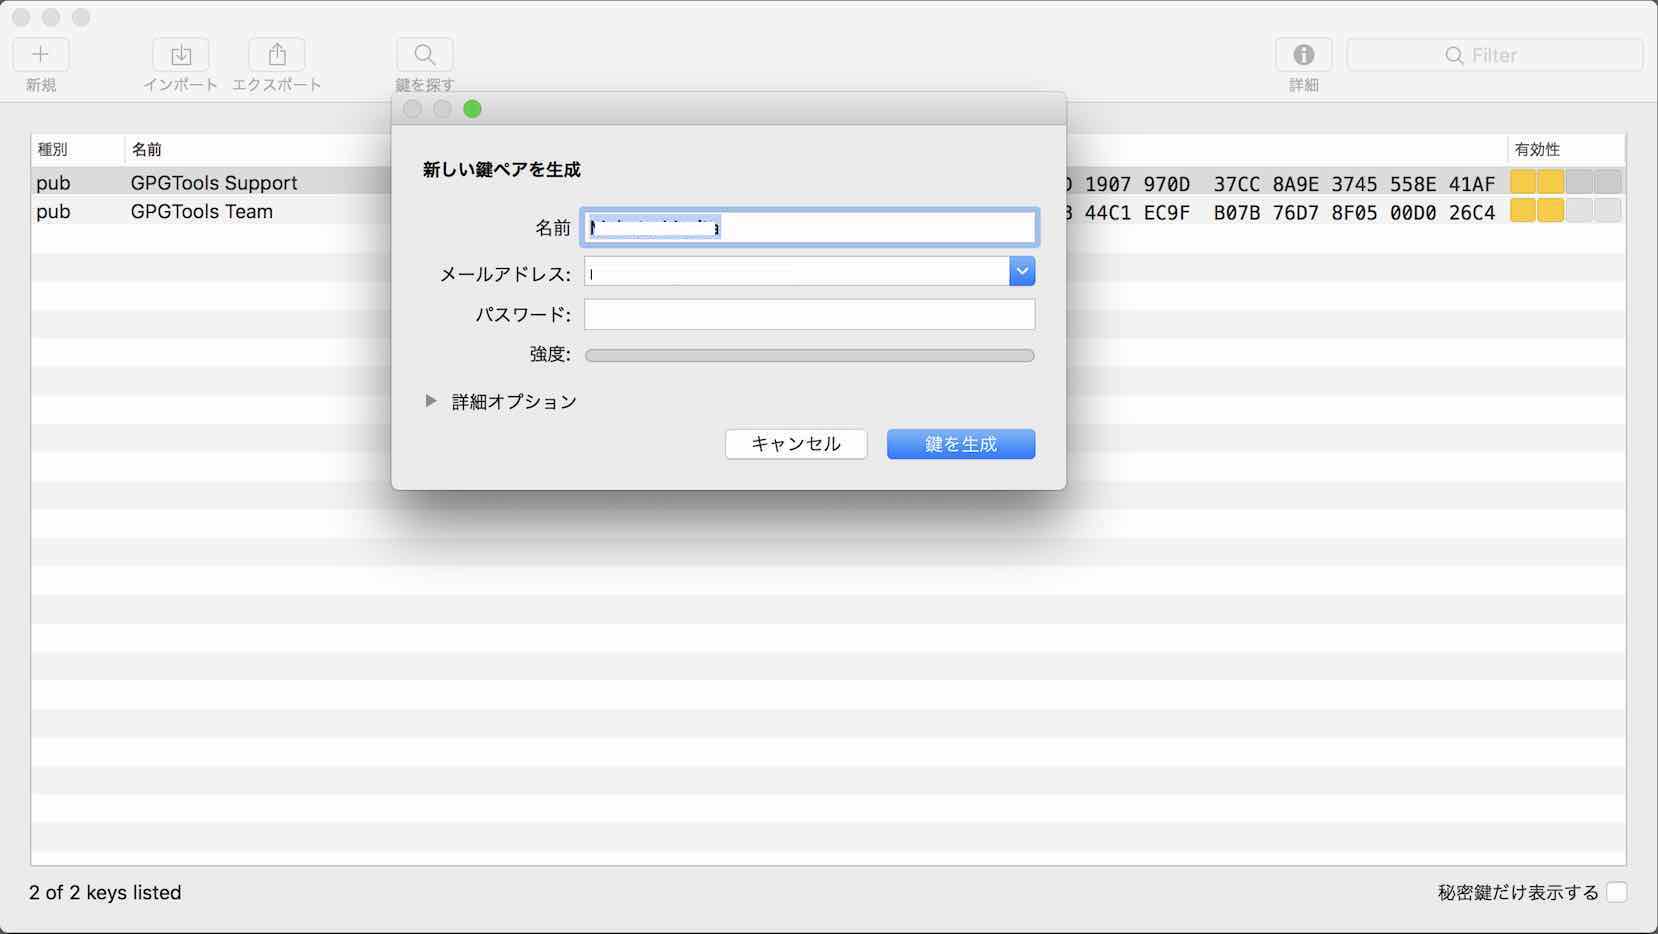 新規
インポート
エクスポート
鍵を探す
詳細
Filter
種別
名前
有効性
pub
GPGTools Support
1907 970D 37CC 8A9E 3745 558E 41AF
pub
GPGTools Team
44C1 EC9F B07B 76D7 8F05 00D0 26C4
新しい鍵ペアを生成
名前
メールアドレス:
パスワード:
強度:
詳細オプション
キャンセル
鍵を生成
2 of 2 keys listed
秘密鍵だけ表示する